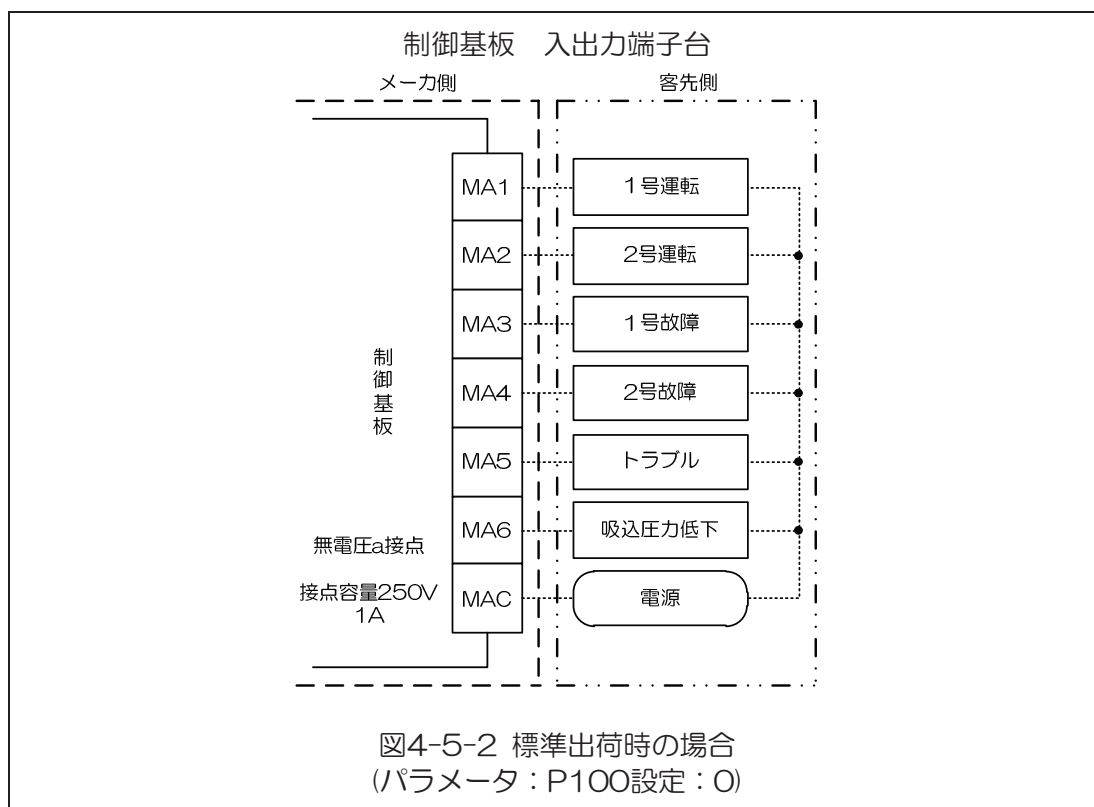 制御基板 入出力端子台
メーカ側
客先側
MA1
1号運転
MA2
2号運転
MA3
1号故障
制御基板
MA4
2号故障
MA5
トラブル
無電圧a接点
MA6
吸込圧力低下
接点容量250V
1A
MAC
電源
図4-5-2 標準出荷時の場合
(パラメータ:P100設定:0)